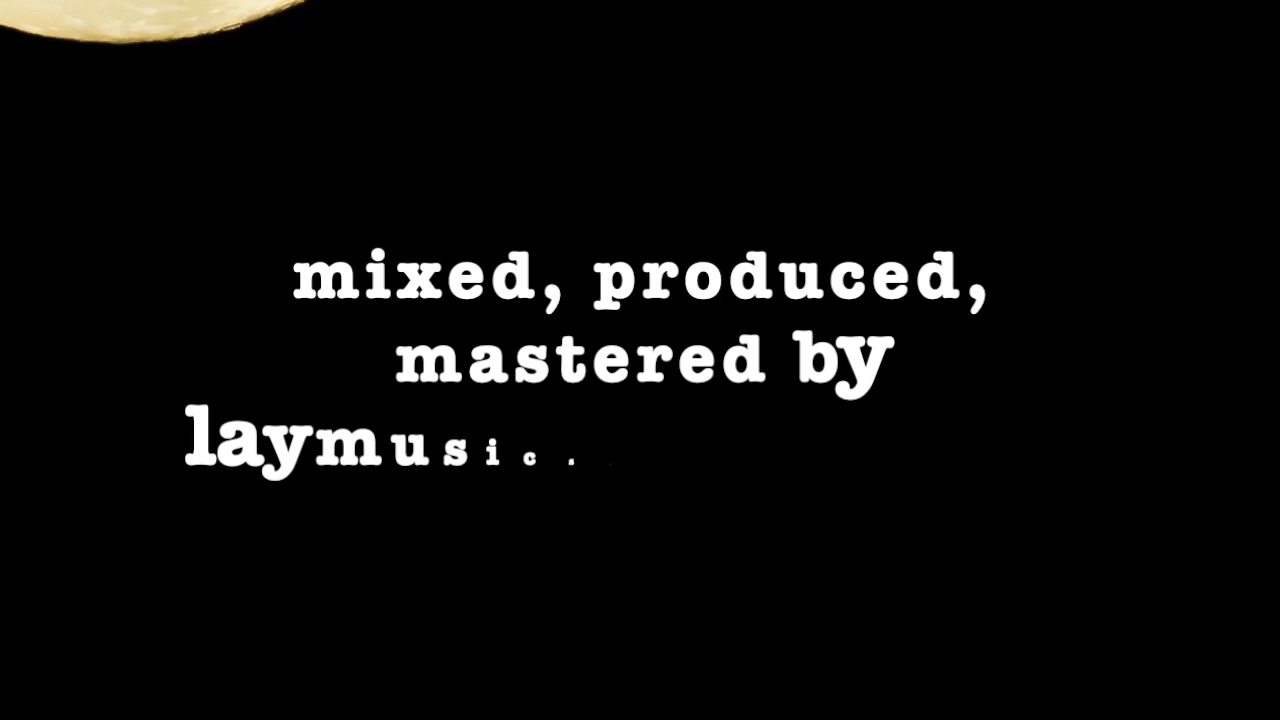 mixed, produced,
mastered by
laymusic.